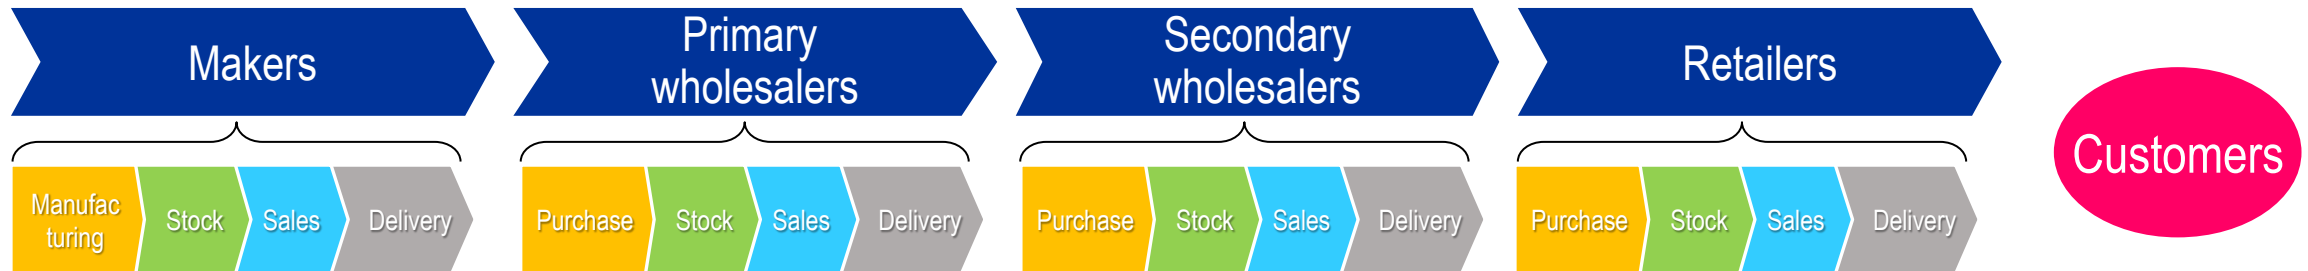 Makers
Primary
wholesalers
Secondary
wholesalers
Retailers
Customers
Manufac
turing
Stock
Sales
Delivery
Purchase
Stock
Sales
Delivery
Purchase
Stock
Sales
Delivery
Purchase
Stock
Sales
Delivery